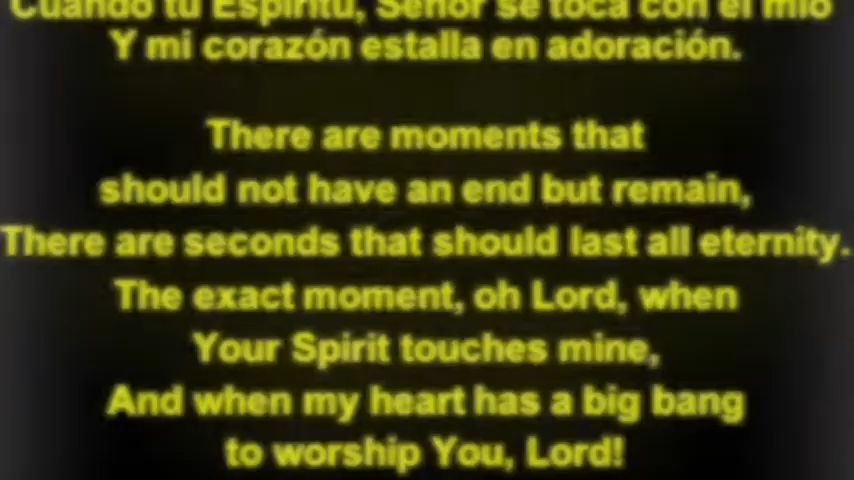 Cuando tu Espíritu, Señor se toca con el mío
Y mi corazón estalla en adoración.
There are moments that
should not have an end but remain,
There are seconds that should last all eternity.
The exact moment, oh Lord, when
Your Spirit touches mine,
And when my heart has a big bang
to worship You, Lord!